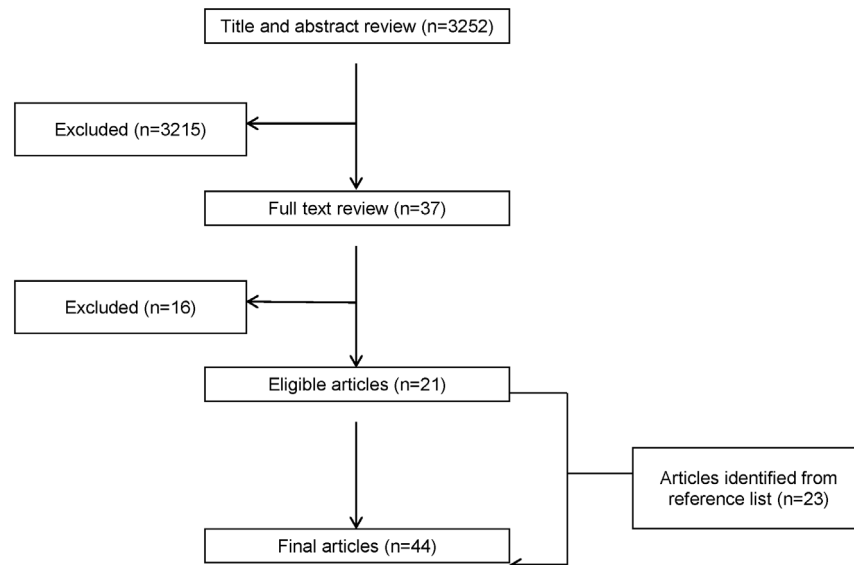 Title and abstract review (n=3252)
Excluded (n=3215)
Full text review (n=37)
Excluded (n=16)
Eligible articles (n=21)
Articles identified from
reference list (n=23)
Final articles (n=44)